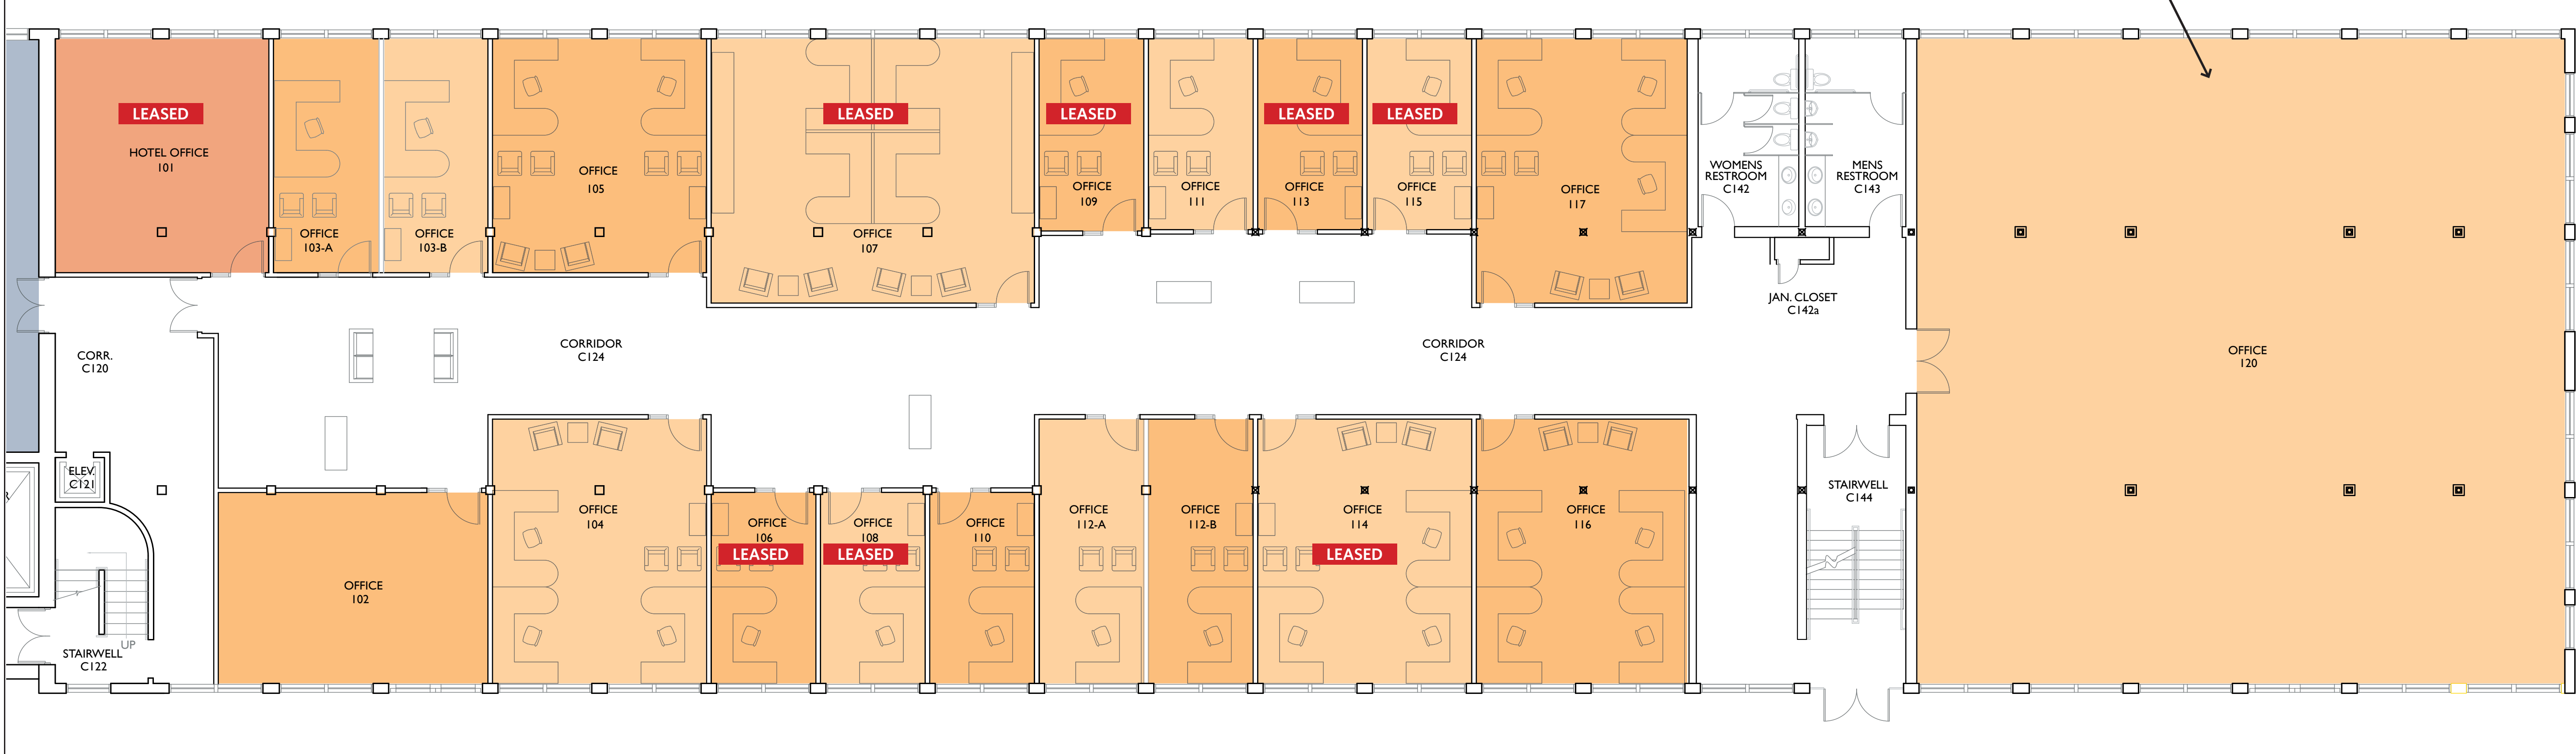 LEASED
HOTEL OFFICE
101
OFFICE
103-A
OFFICE
103-B
OFFICE
105
LEASED
OFFICE
107
LEASED
OFFICE
109
OFFICE
111
LEASED
OFFICE
113
LEASED
OFFICE
115
OFFICE
117
WOMENS
RESTROOM
C142
MENS
RESTROOM
C143
JAN. CLOSET
C142a
CORR.
C120
CORRIDOR
C124
CORRIDOR
C124
OFFICE
120
ELEV.
C121
STAIRWELL
C122
UP
OFFICE
102
OFFICE
104
OFFICE
106
LEASED
OFFICE
108
LEASED
OFFICE
110
OFFICE
112-A
OFFICE
112-B
OFFICE
114
LEASED
OFFICE
116
STAIRWELL
C144